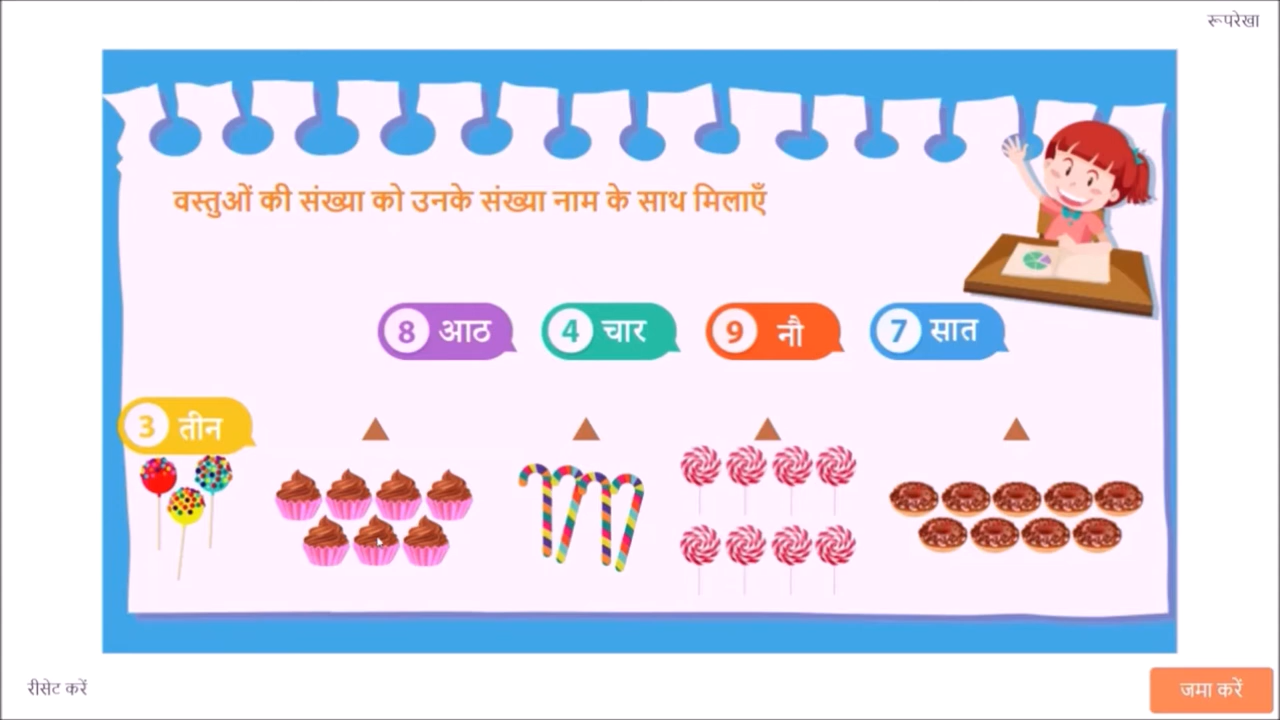 रूपरेखा
वस्तुओं की संख्या को उनके संख्या नाम के साथ मिलाएँ
8 आठ
4 चार
9 नौ
7 सात
3 तीन
रीसेट करें
जमा करें